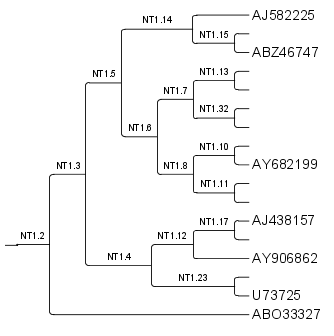 AJ582225
NT1.14
NT1.15
ABZ46747
NT1.5
NT1.13
NT1.7
NT1.32
NT1.6
NT1.10
AY682199
NT1.8
NT1.3
NT1.11
AJ438157
NT1.17
NT1.12
NT1.2
NT1.4
AY906862
NT1.23
U73725
ABO33327